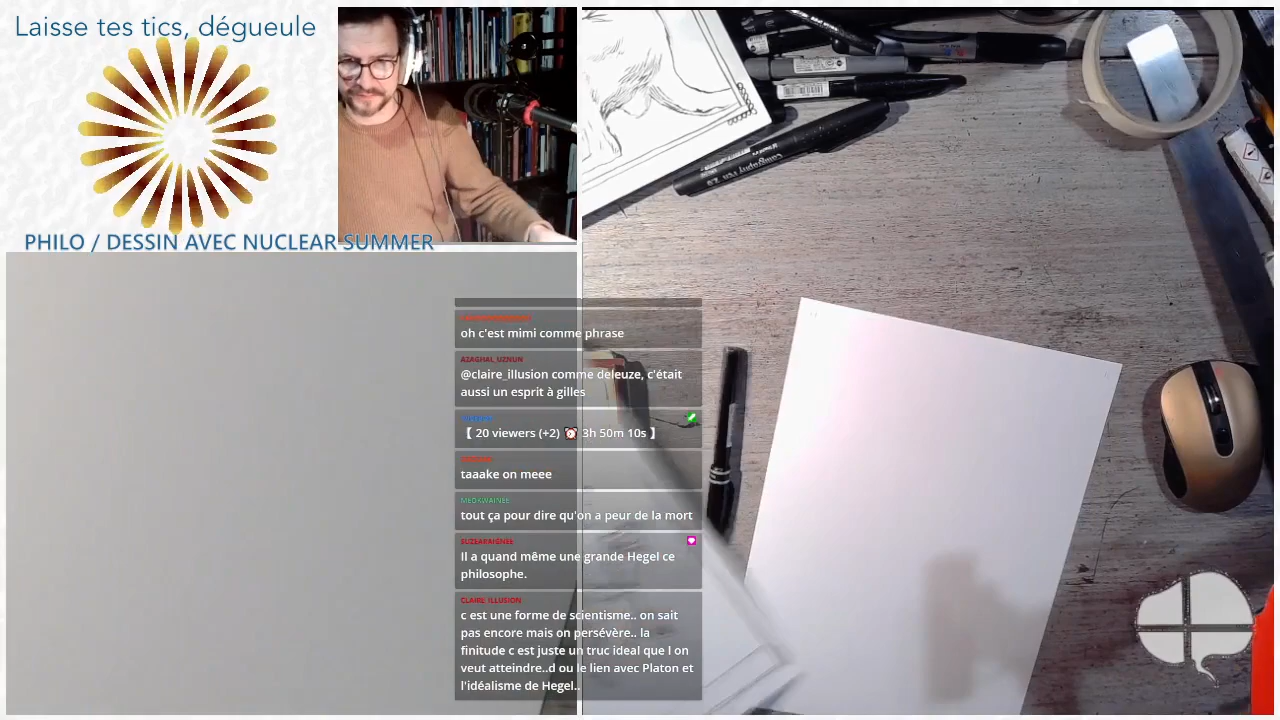 Laisse tes tics, dégueule
PHILO / DESSIN AVEC NUCLEAR SUMMER
oh c'est mimi comme phrase
AZAGHAL_UZNUN
@claire_illusion comme deleuze, c'était
aussi un esprit à gilles
【 20 viewers (+2) ⏰ 3h 50m 10s 】
taaake on meee
MEOKWAINEE
tout ça pour dire qu'on a peur de la mort
SUZEARAIGNEE
Il a quand même une grande Hegel ce
philosophe.
CLAIRE_ILLUSION
c est une forme de scientisme.. on sait
pas encore mais on persévère.. la
finitude c est juste un truc ideal que l on
veut atteindre..d ou le lien avec Platon et
l'idéalisme de Hegel..
Calligraphy Pen